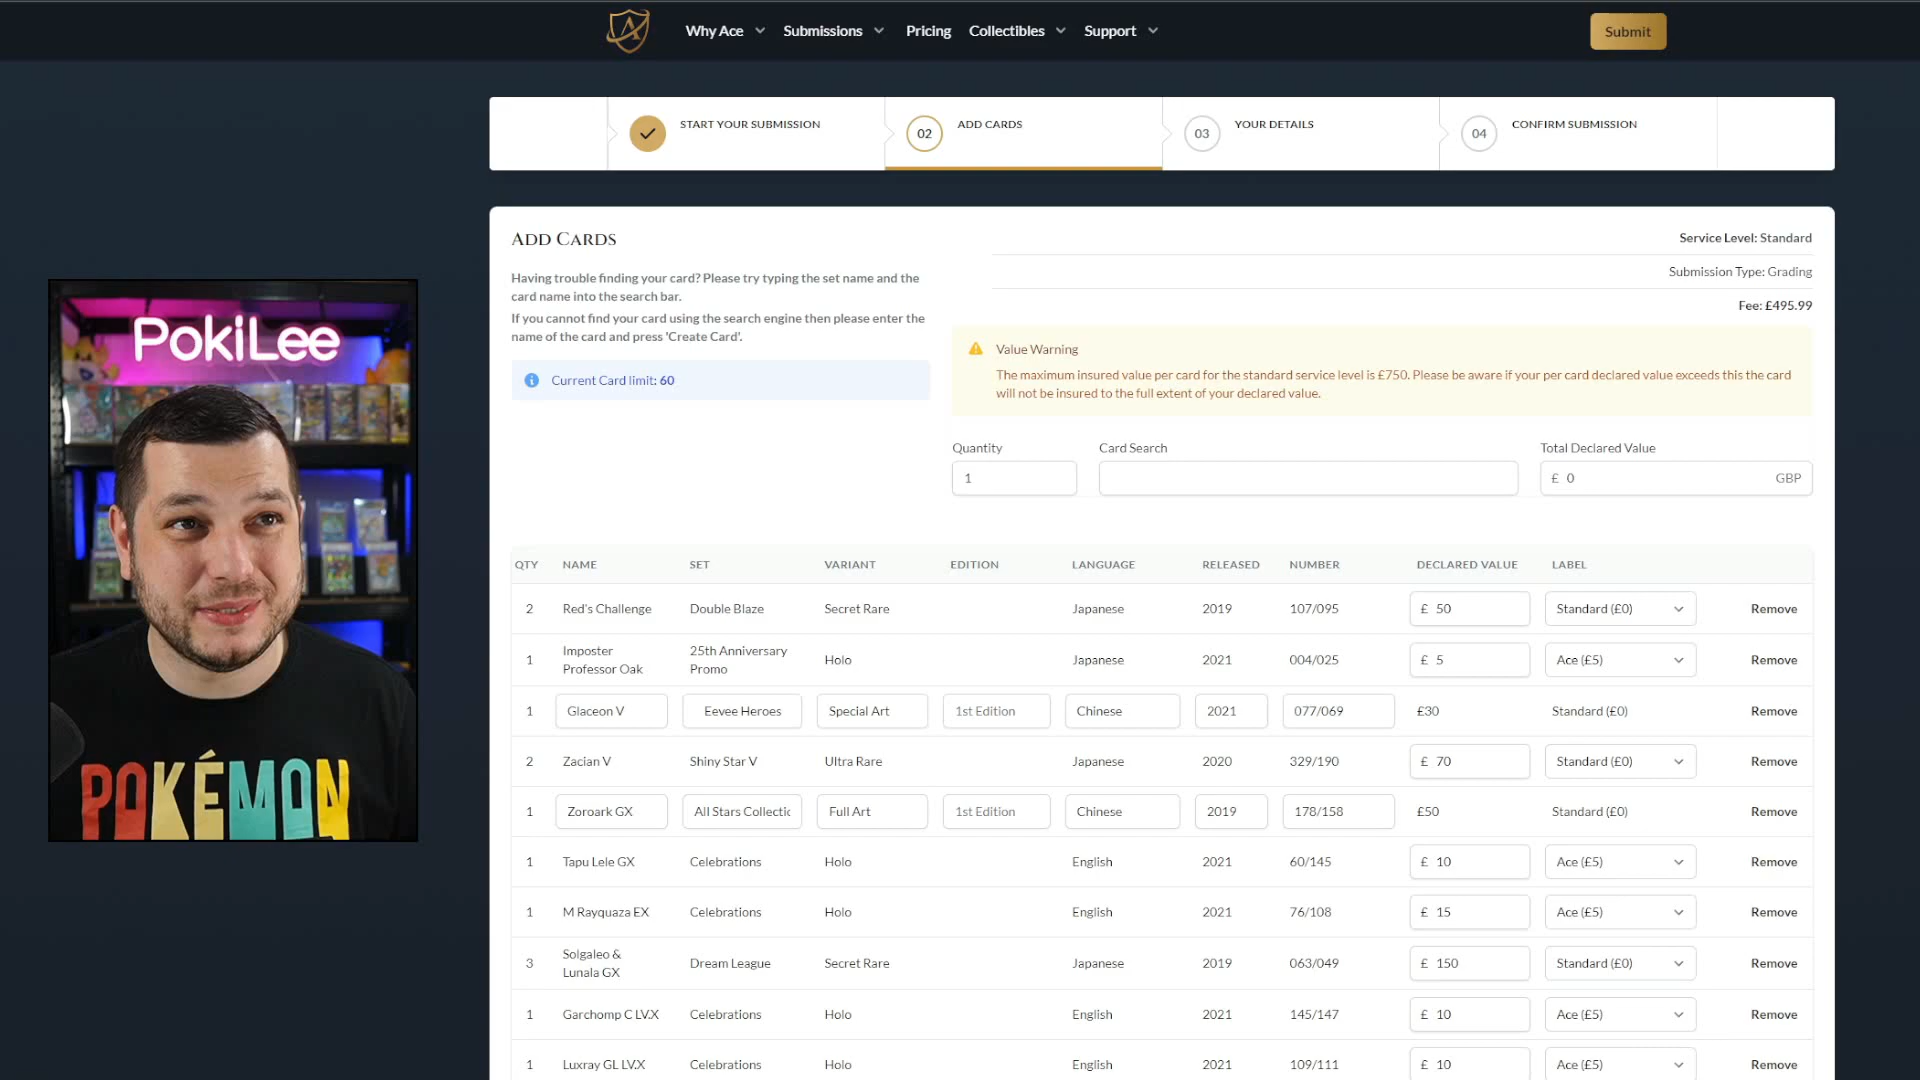 Why Ace
Submissions
Pricing
Collectibles
Support
Submit
START YOUR SUBMISSION
02
ADD CARDS
03
YOUR DETAILS
04
CONFIRM SUBMISSION
ADD CARDS
Having trouble finding your card? Please try typing the set name and the
card name into the search bar.
If you cannot find your card using the search engine then please enter the
name of the card and press 'Create Card'.
Current Card limit: 60
Service Level: Standard
Submission Type: Grading
Fee: £495.99
Value Warning
The maximum insured value per card for the standard service level is £750. Please be aware if your per card declared value exceeds this the card
will not be insured to the full extent of your declared value.
Quantity Card Search Total Declared Value
1 £ 0 GBP
QTY NAME SET VARIANT EDITION LANGUAGE RELEASED NUMBER DECLARED VALUE LABEL
2 Red's Challenge Double Blaze Secret Rare Japanese 2019 107/095 £ 50 Standard (£0) Remove
Imposter 25th Anniversary
1 Holo Japanese 2021 004/025 £ 5 Ace (£5) Remove
Professor Oak Promo
1 Glaceon V Eevee Heroes Special Art 1st Edition Chinese 2021 077/069 £30 Standard (£0) Remove
2 Zacian V Shiny Star V Ultra Rare Japanese 2020 329/190 £ 70 Standard (£0) Remove
1 Zoroark GX All Stars Collectic Full Art 1st Edition Chinese 2019 178/158 £50 Standard (£0) Remove
1 Tapu Lele GX Celebrations Holo English 2021 60/145 £ 10 Ace (£5) Remove
1 M Rayquaza EX Celebrations Holo English 2021 76/108 £ 15 Ace (£5) Remove
Solgaleo &
3 Dream League Secret Rare Japanese 2019 063/049 £ 150 Standard (£0) Remove
Lunala GX
1 Garchomp C LV.X Celebrations Holo English 2021 145/147 £ 10 Ace (£5) Remove
1 Luxray GL LV.X Celebrations Holo English 2021 109/111 £ 10 Ace (£5) Remove
PokiLee
POKÉMON